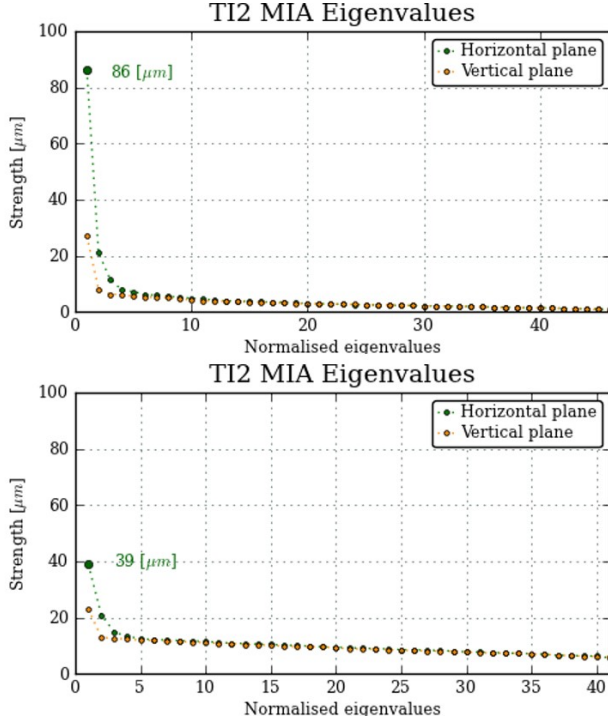 TI2 MIA Eigenvalues
100
80
60
40
20
0
Strength [μm]
86 [μm]
Horizontal plane
Vertical plane
0 10 20 30 40
Normalised eigenvalues
TI2 MIA Eigenvalues
100
80
60
40
20
0
Strength [μm]
39 [μm]
Horizontal plane
Vertical plane
0 5 10 15 20 25 30 35 40
Normalised eigenvalues